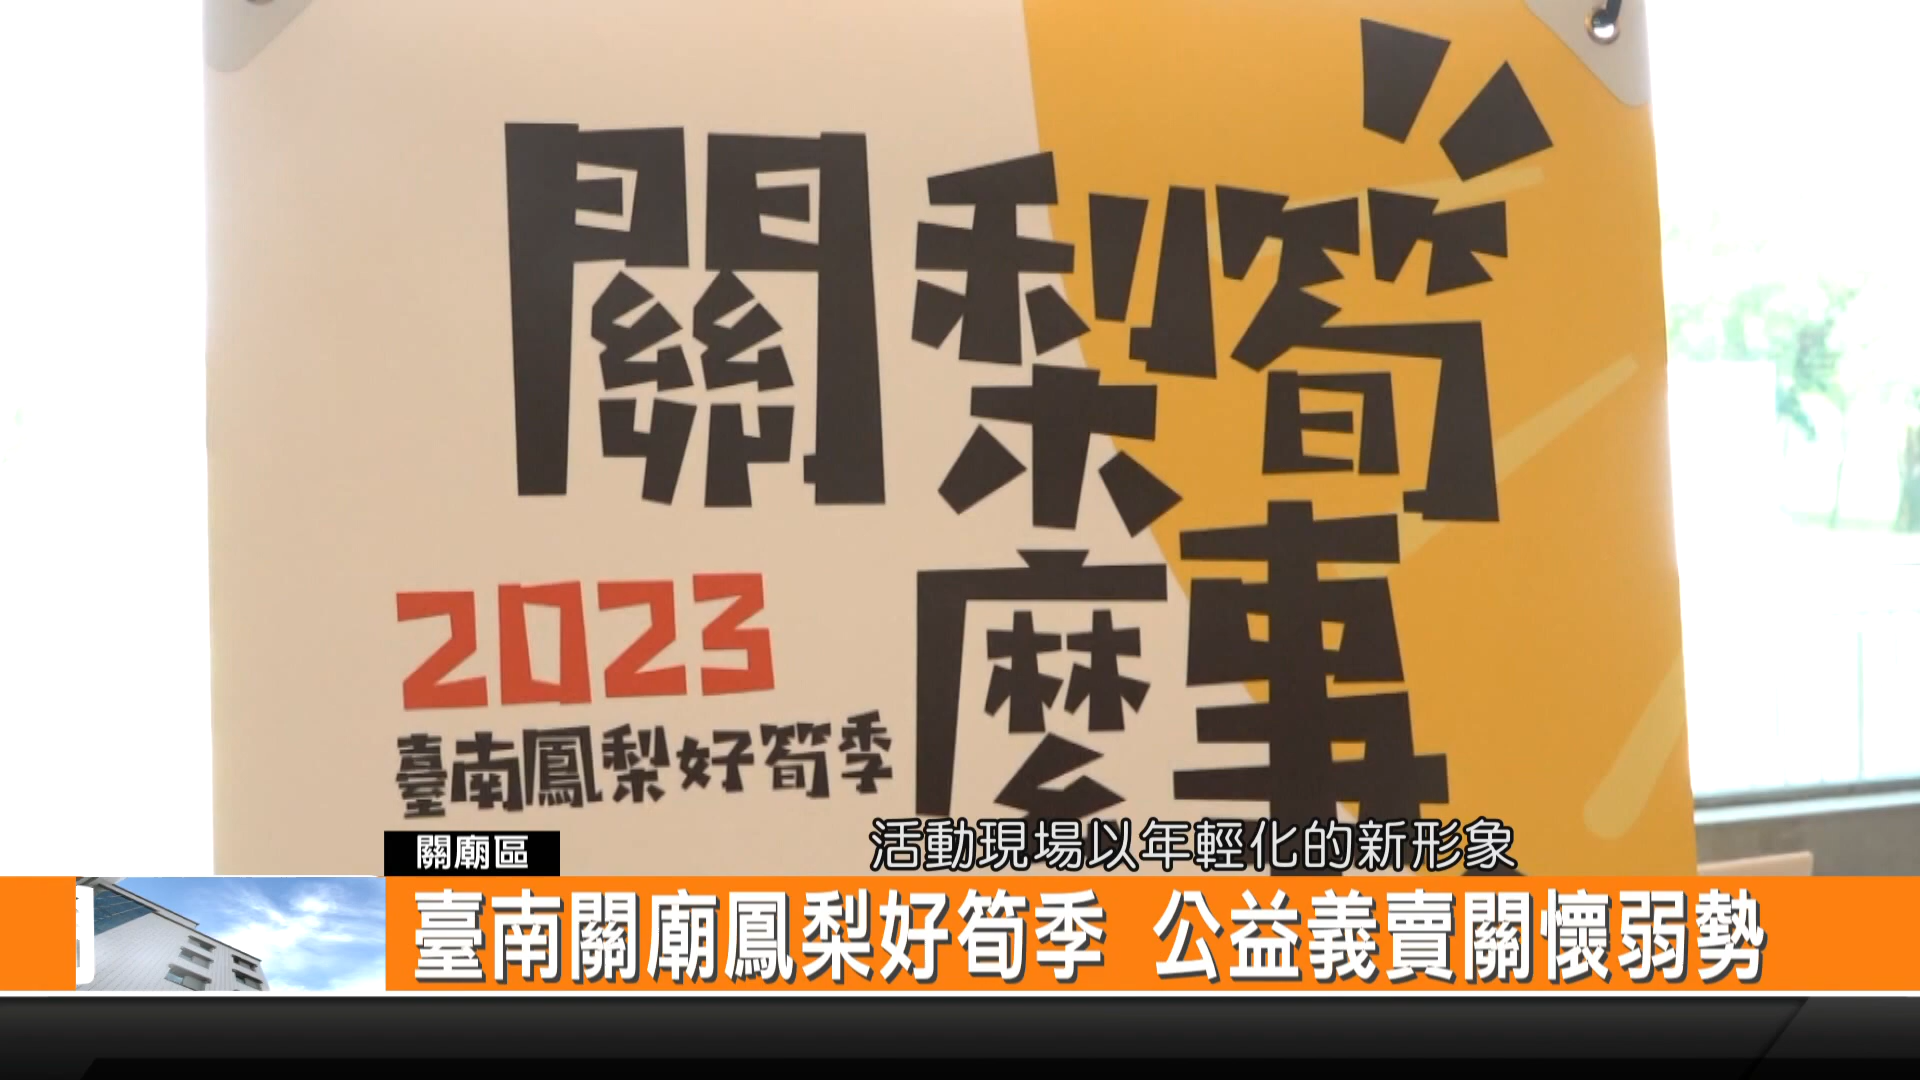 關梨筍
麼事
2023
臺南鳳梨好筍季
活動現場以年輕化的新形象
關廟區
臺南關廟鳳梨好筍季 公益義賣關懷弱勢